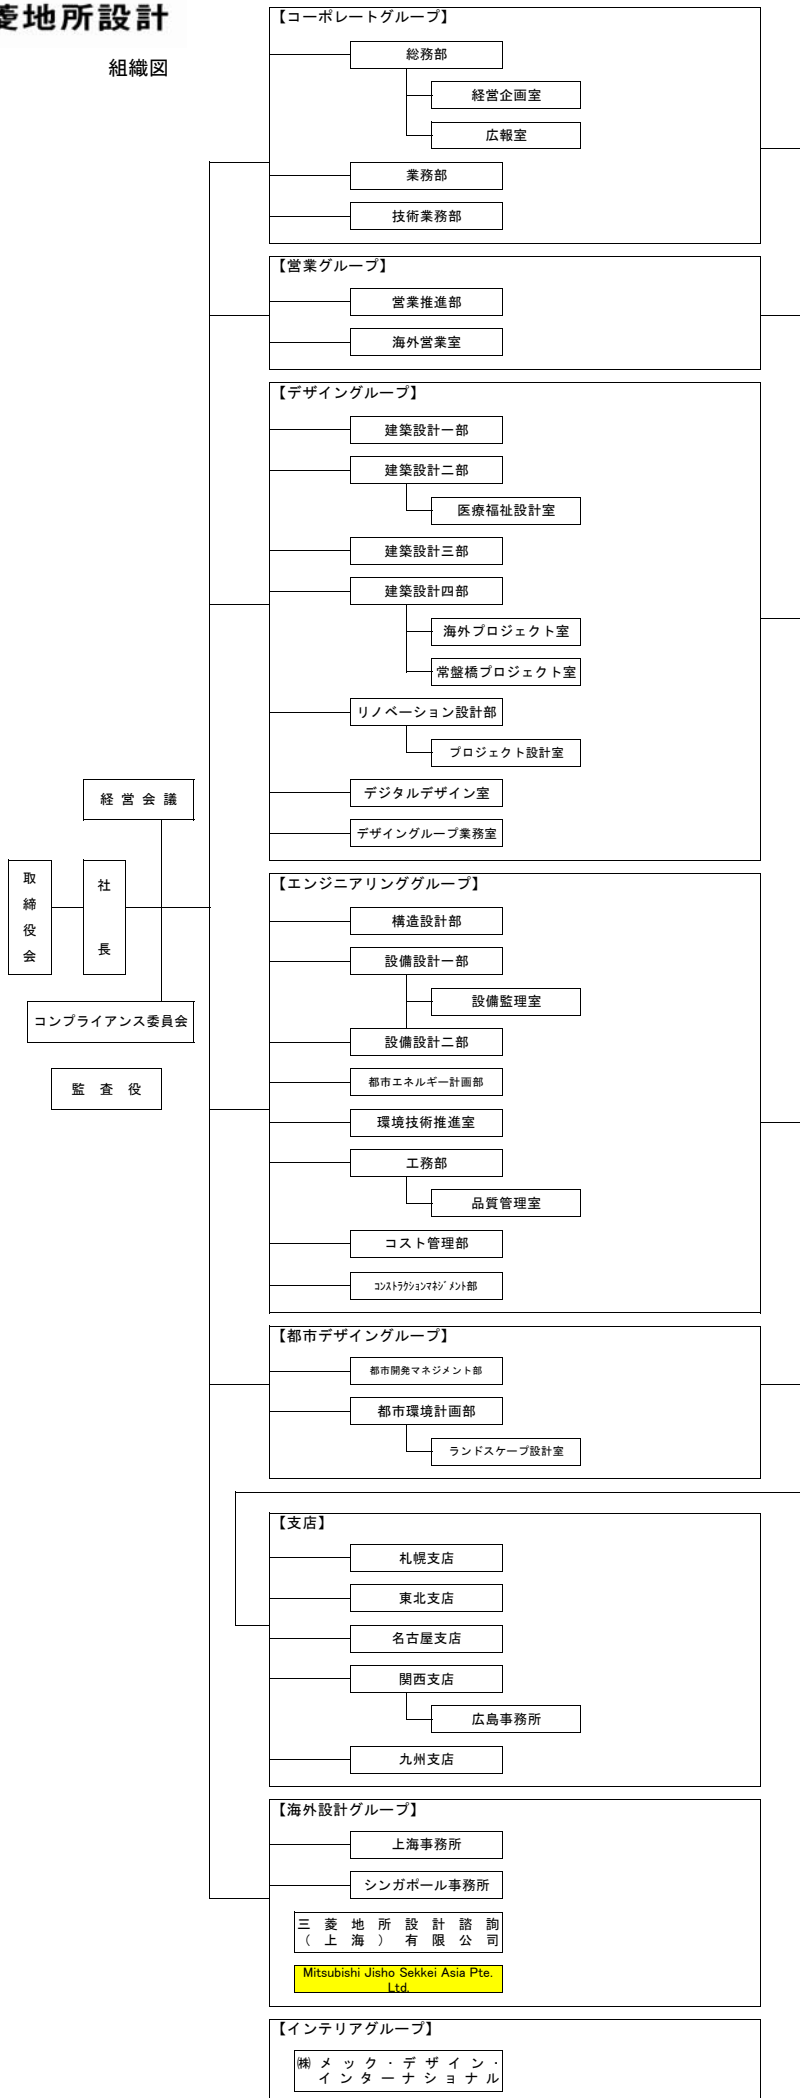 菱地所設計
組織図
【コーポレートグループ】
総務部
経営企画室
広報室
業務部
技術業務部
【営業グループ】
営業推進部
海外営業室
【デザイングループ】
建築設計一部
建築設計二部
医療福祉設計室
建築設計三部
建築設計四部
海外プロジェクト室
常盤橋プロジェクト室
リノベーション設計部
プロジェクト設計室
デジタルデザイン室
デザイングループ業務室
経営会議
取締役会
社長
コンプライアンス委員会
監査役
【エンジニアリンググループ】
構造設計部
設備設計一部
設備監理室
設備設計二部
都市エネルギー計画部
環境技術推進室
工務部
品質管理室
コスト管理部
ｺﾝｽﾄﾗｸｼｮﾝﾏﾈｼﾞﾒﾝﾄ部
【都市デザイングループ】
都市開発マネジメント部
都市環境計画部
ランドスケープ設計室
【支店】
札幌支店
東北支店
名古屋支店
関西支店
広島事務所
九州支店
【海外設計グループ】
上海事務所
シンガポール事務所
三菱地所設計諮詢
（上海）有限公司
Mitsubishi Jisho Sekkei Asia Pte.
Ltd.
【インテリアグループ】
㈱メック・デザイン・
インターナショナル